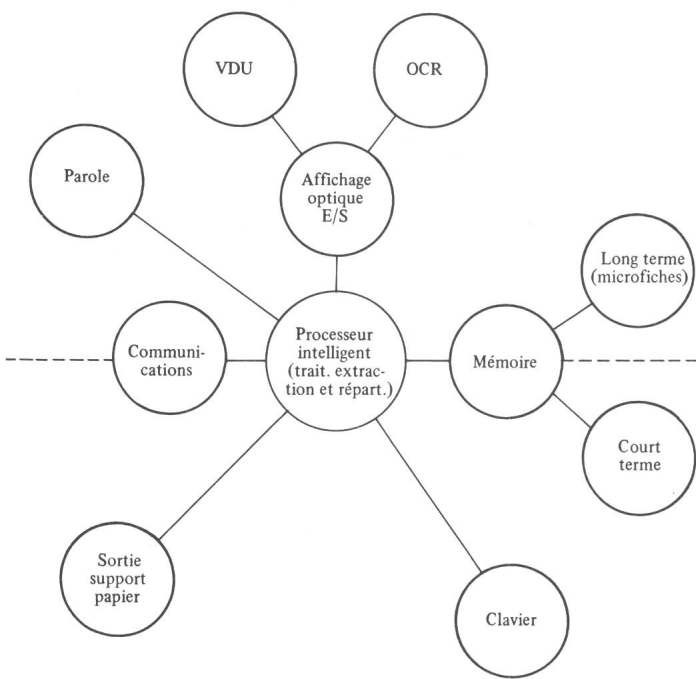 VDU
OCR
Parole
Affichage
optique
E/S
Long terme
(microfiches)
Communi-
cations
Processeur
intelligent
(trait. extrac-
tion et répart.)
Mémoire
Court
terme
Sortie
support
papier
Clavier